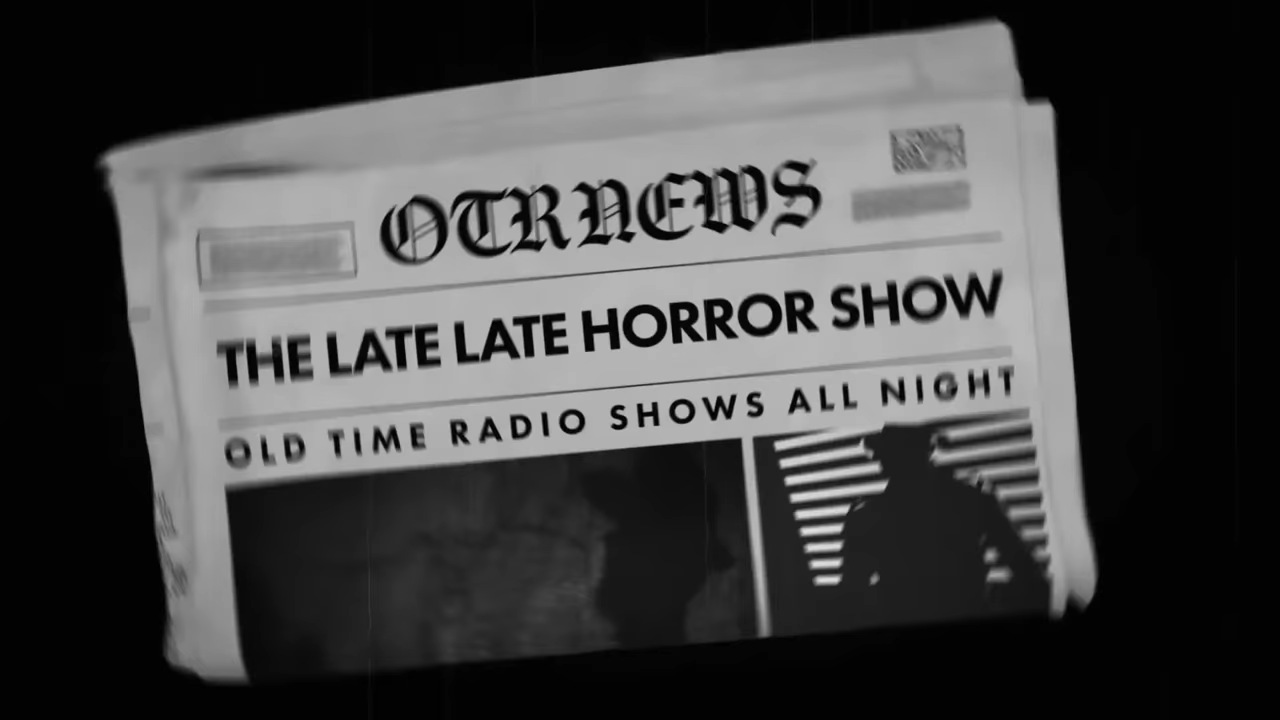 OTRNEWS
THE LATE LATE HORROR SHOW
OLD TIME RADIO SHOWS ALL NIGHT